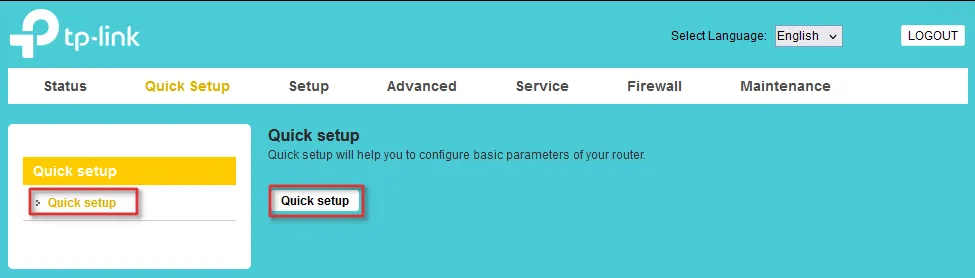 tp-link
Select Language: English LOGOUT
Status Quick Setup Setup Advanced Service Firewall Maintenance
Quick setup
Quick setup
Quick setup
Quick setup will help you to configure basic parameters of your router.
Quick setup